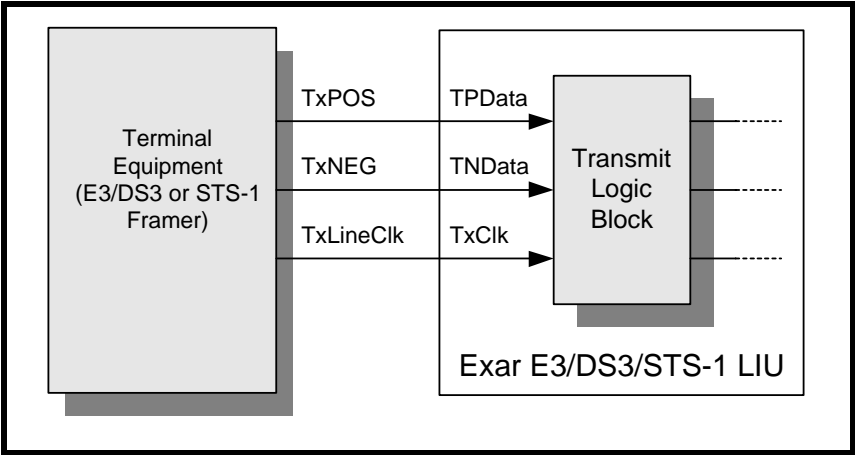 Terminal
Equipment
(E3/DS3 or STS-1
Framer)
TxPOS
TxNEG
TxLineClk
TPData
TNData
TxClk
Transmit
Logic
Block
Exar E3/DS3/STS-1 LIU